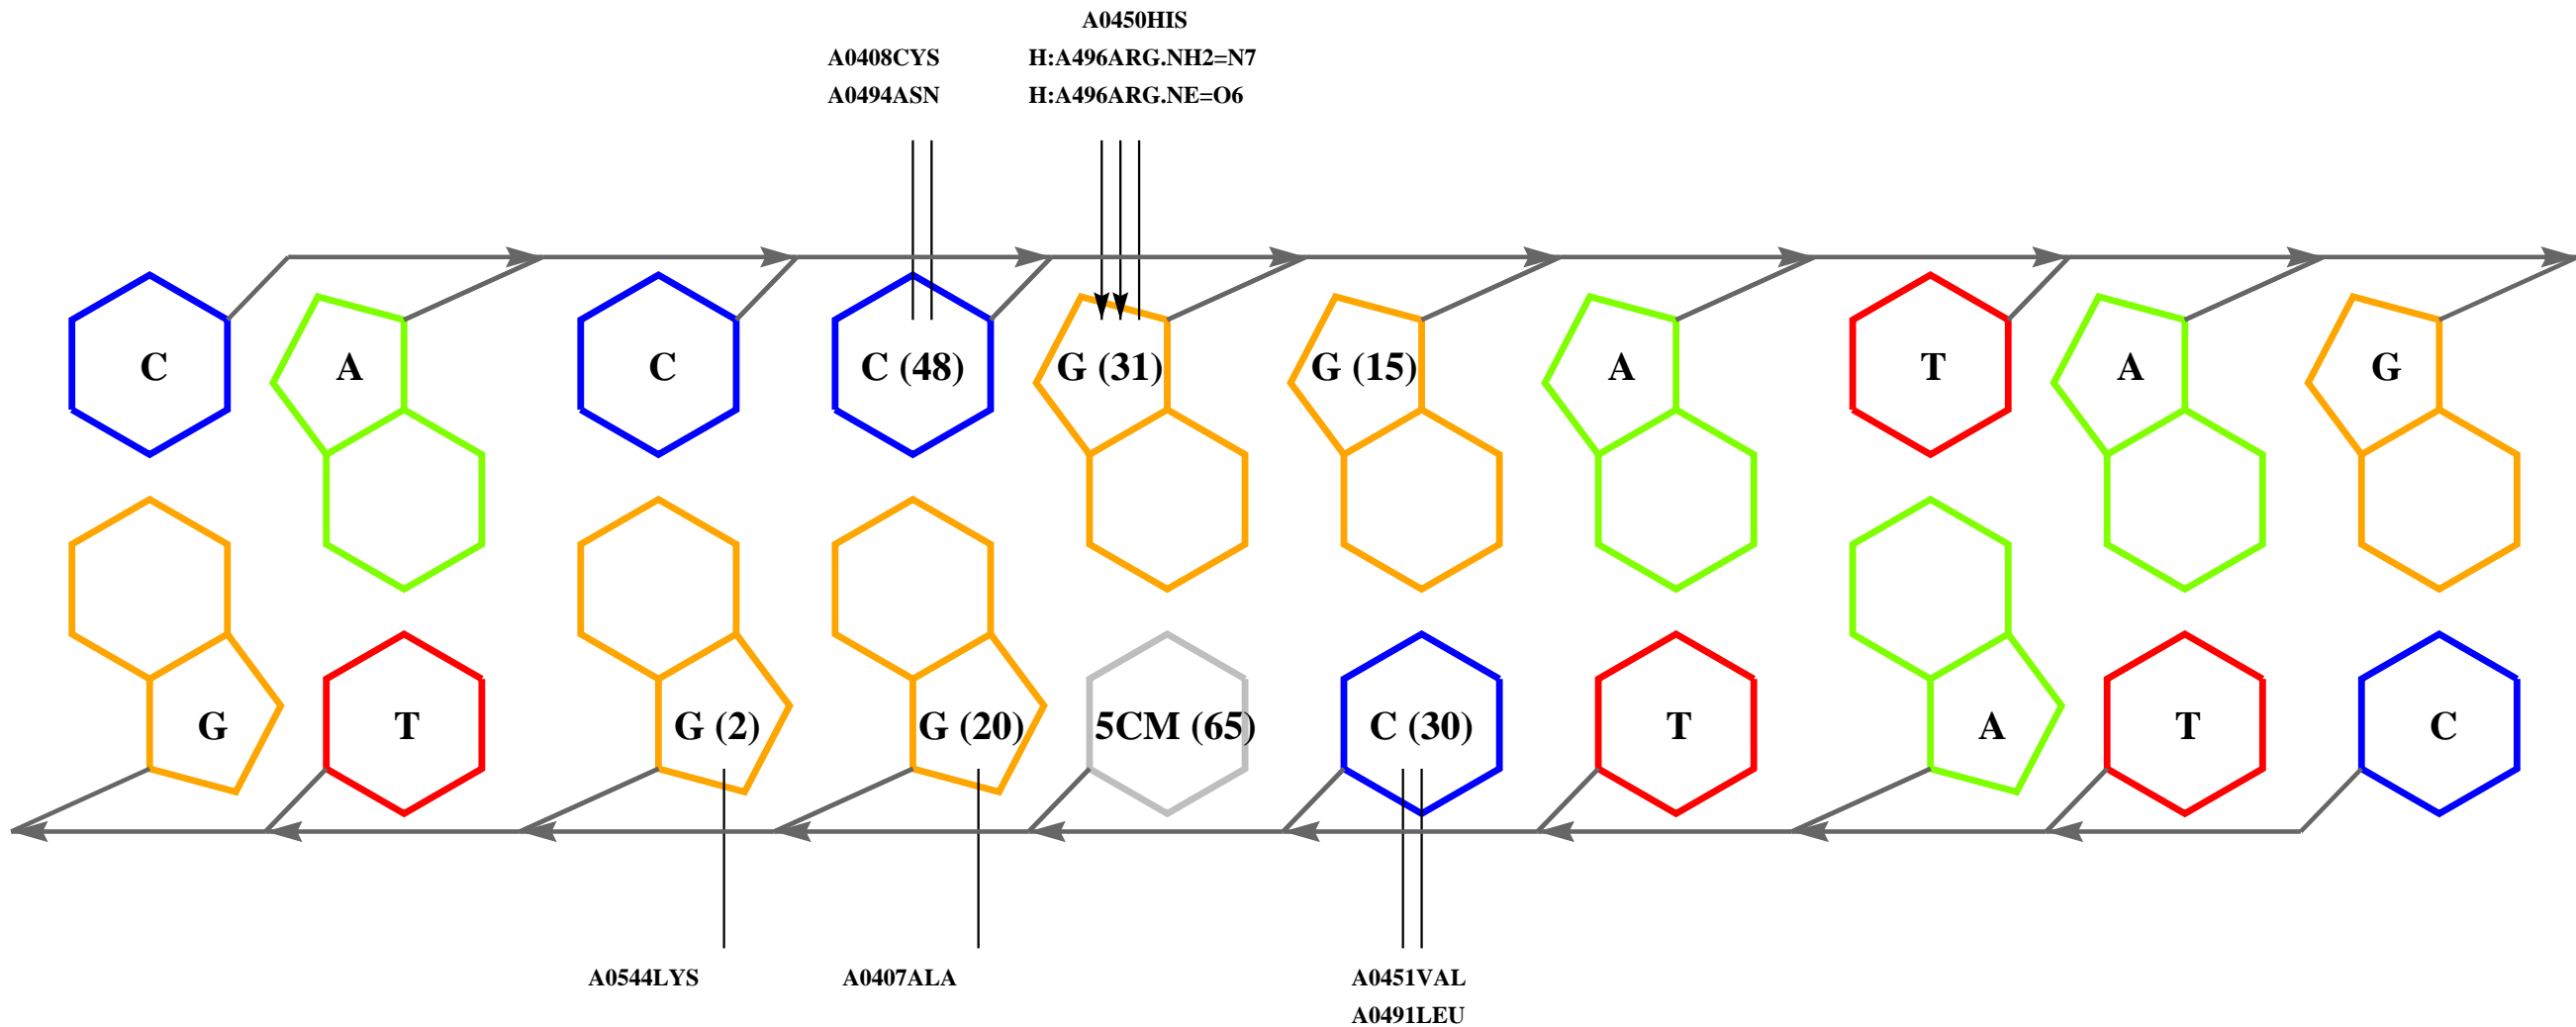 A0450HIS
A0408CYS H:A496ARG.NH2=N7
A0494ASN H:A496ARG.NE=O6
C A C C (48) G (31) G (15) A T A G
G T G (2) G (20) 5CM (65) C (30) T A T C
A0544LYS A0407ALA A0451VAL
A0491LEU